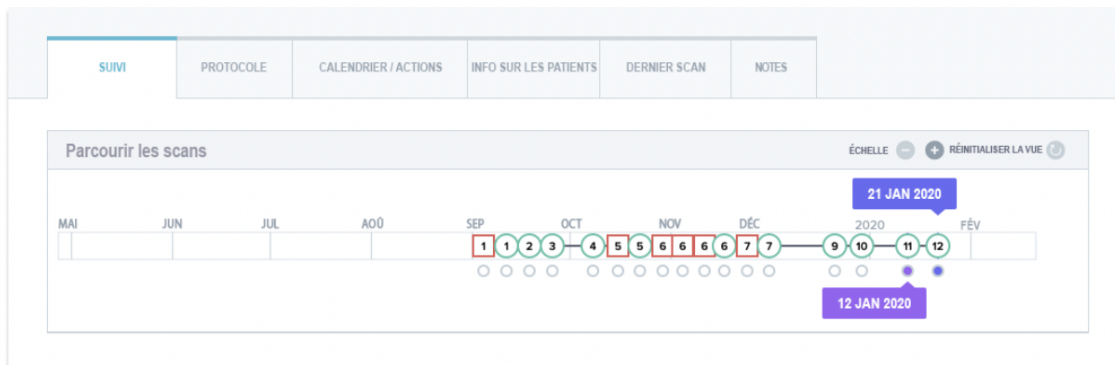 SUIVI PROTOCOLE CALENDRIER / ACTIONS INFO SUR LES PATIENTS DERNIER SCAN NOTES
Parcourir les scans ÉCHELLE RÉINITIALISER LA VUE
21 JAN 2020
MAI JUN JUL AOÛ SEP OCT NOV DÉC 2020 FÉV
1 1 2 3 4 5 5 6 6 6 6 7 7 9 10 11 12
12 JAN 2020